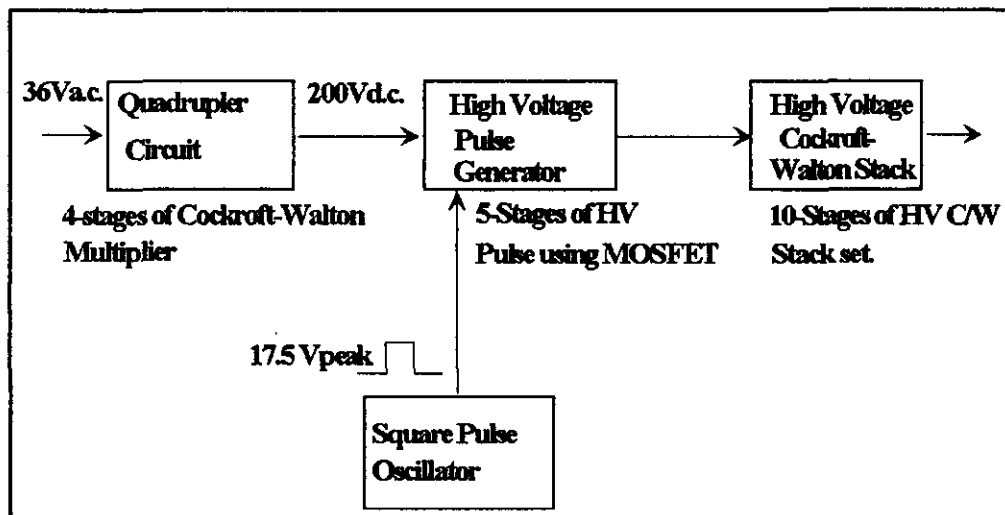 36Va.c.
Quadrupler
Circuit
200Vd.c.
High Voltage
Pulse
Generator
High Voltage
Cockroft-
Walton Stack
4-stages of Cockroft-Walton
Multiplier
5-Stages of HV
Pulse using MOSFET
10-Stages of HV C/W
Stack set.
17.5 Vpeak
Square Pulse
Oscillator